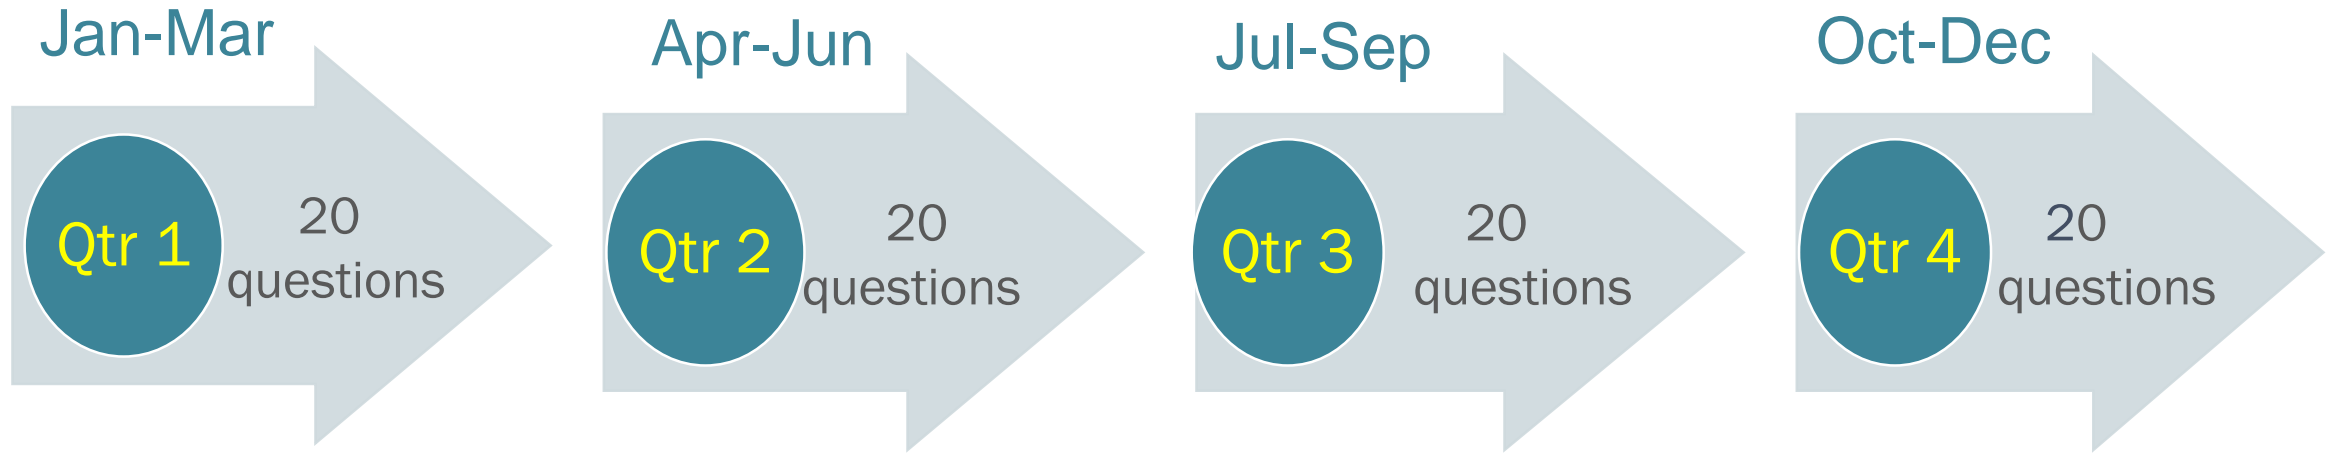 Jan-Mar
Qtr 1
20
questions
Apr-Jun
Qtr 2
20
questions
Jul-Sep
Qtr 3
20
questions
Oct-Dec
Qtr 4
20
questions